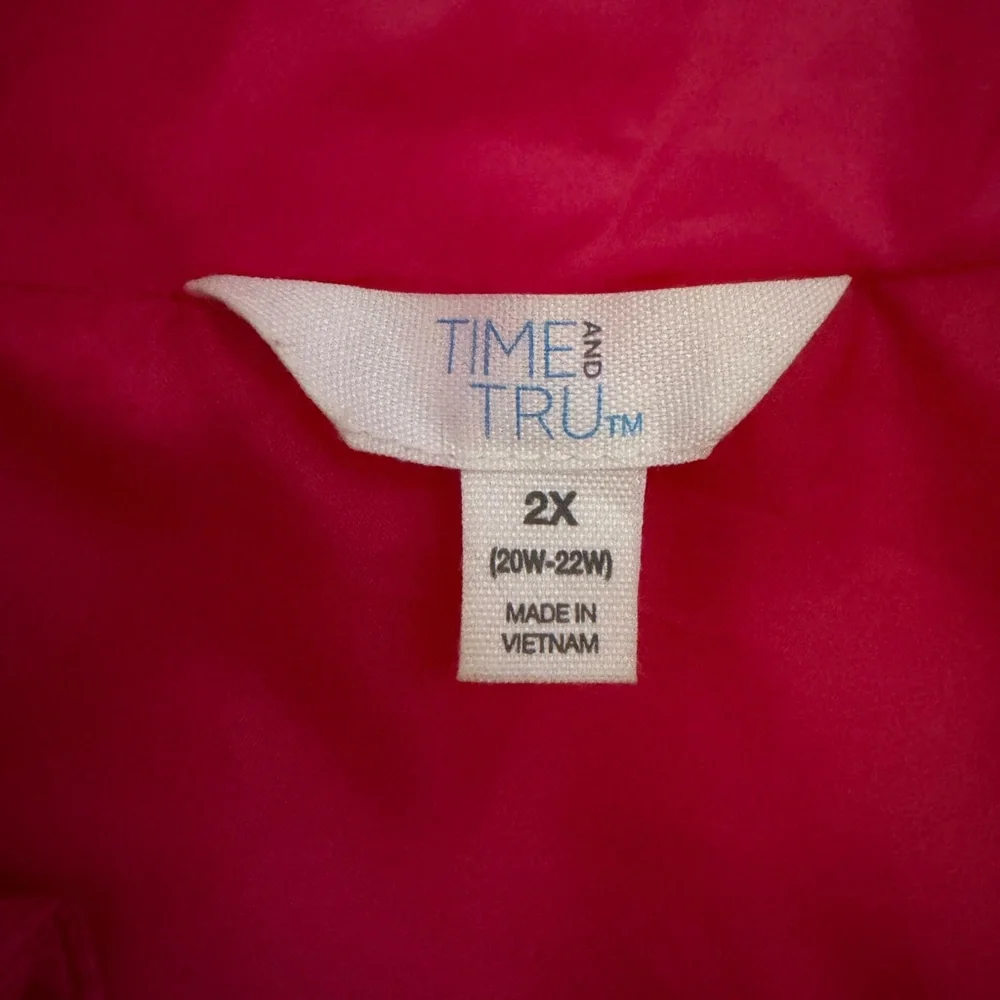 TIME AND
TRU™
2X
(20W-22W)
MADE IN
VIETNAM